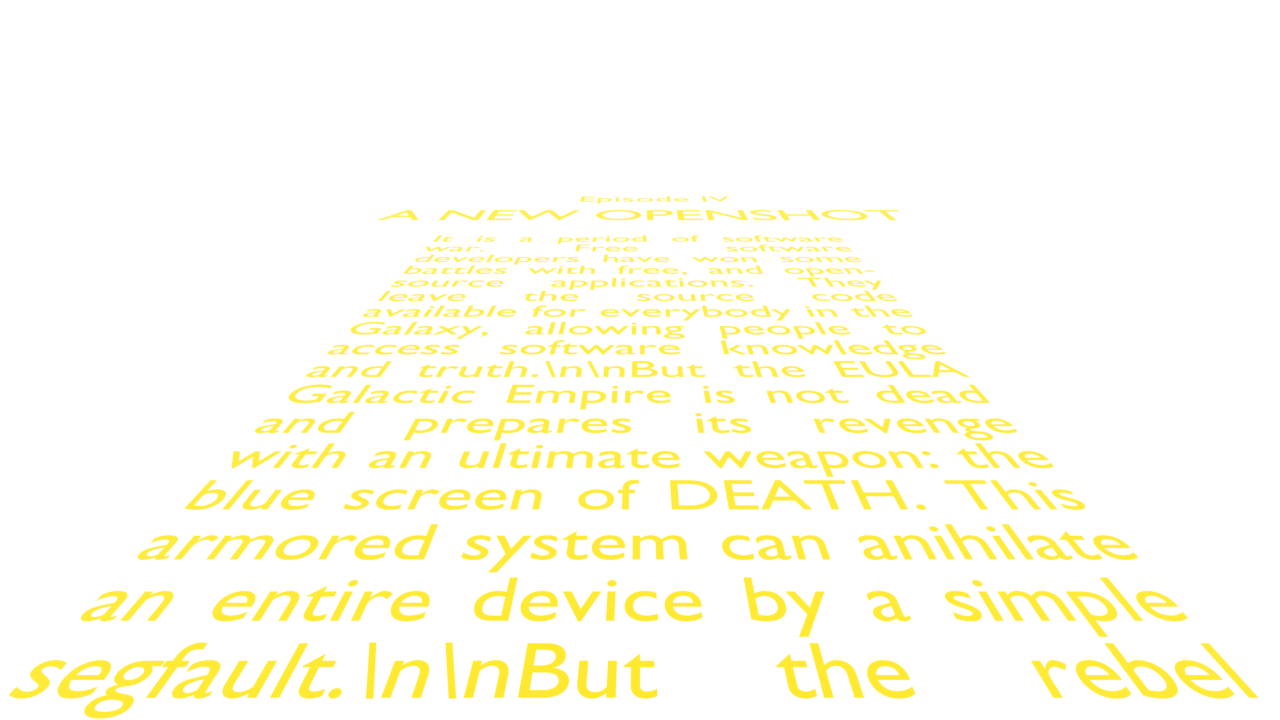 Episode IV
A NEW OPENSHOT
It is a period of software
war. Free software
developers have won some
battles with free, and open-
source applications. They
leave the source code
available for everybody in the
Galaxy, allowing people to
access software knowledge
and truth.\n\nBut the EULA
Galactic Empire is not dead
and prepares its revenge
with an ultimate weapon: the
blue screen of DEATH. This
armored system can anihilate
an entire device by a simple
segfault.\n\nBut the rebel